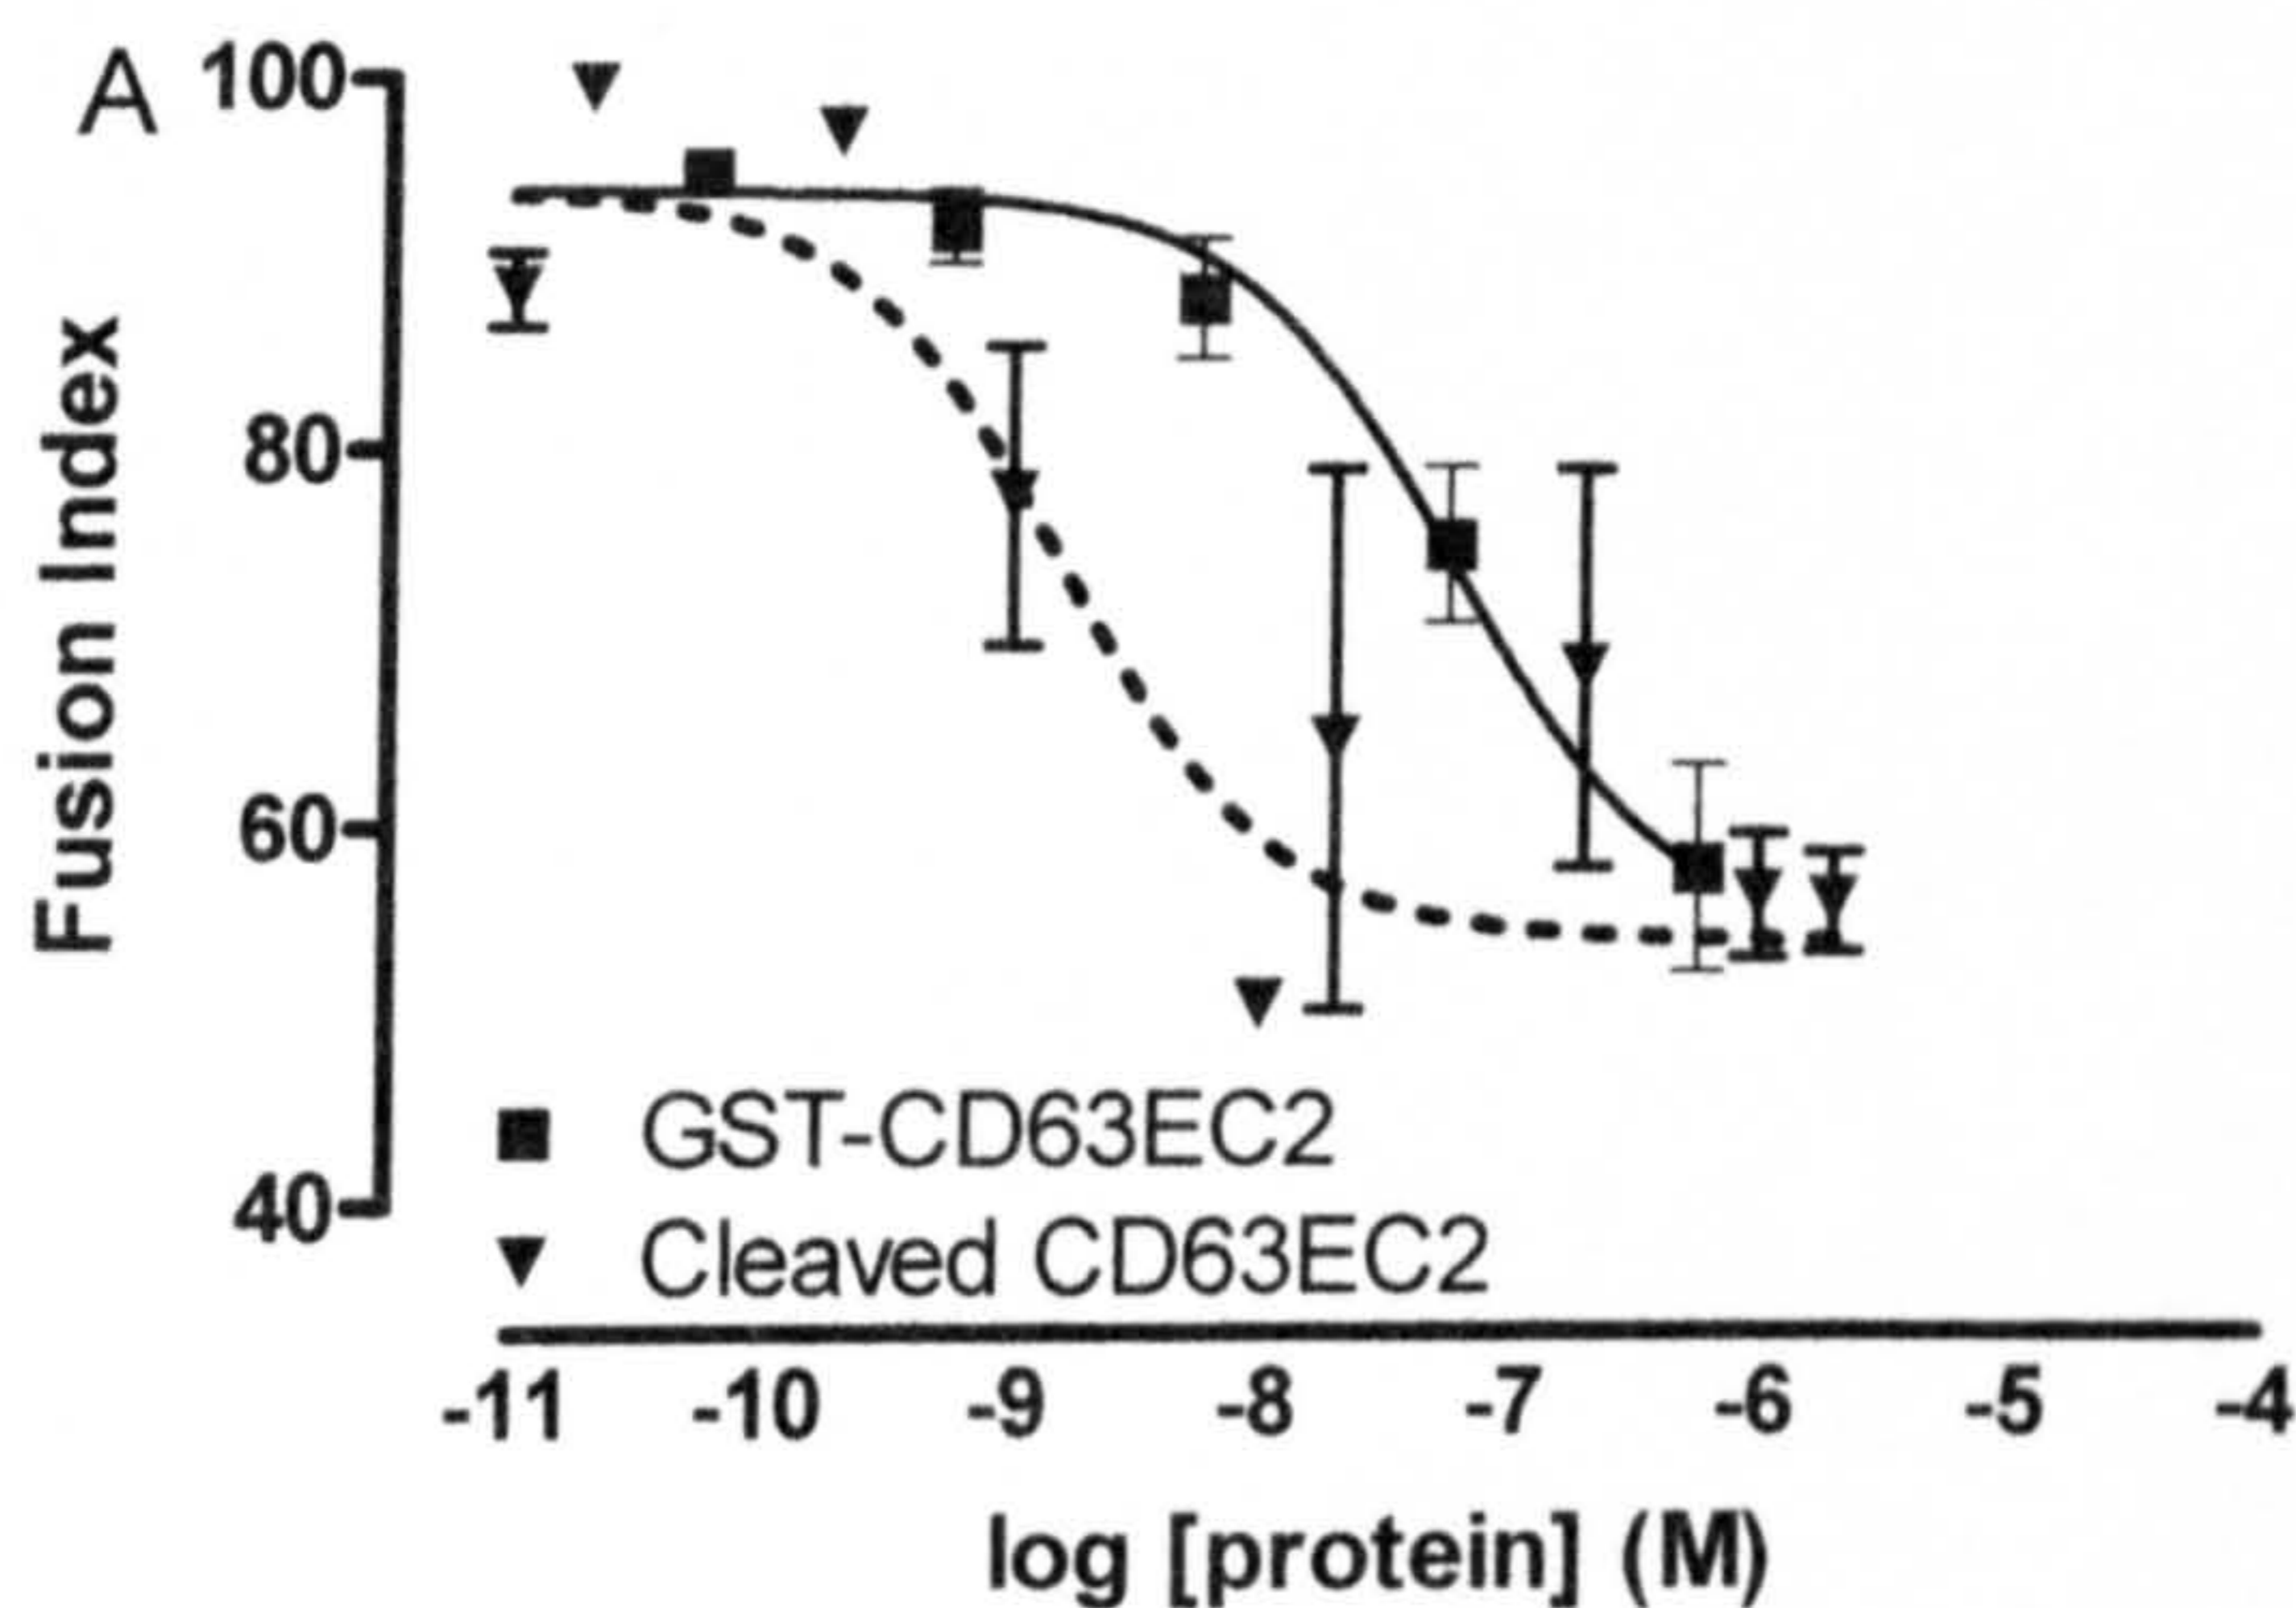 A
100
80
60
40
Fusion Index
GST-CD63EC2
Cleaved CD63EC2
-11 -10 -9 -8 -7 -6 -5 -4
log [protein] (M)